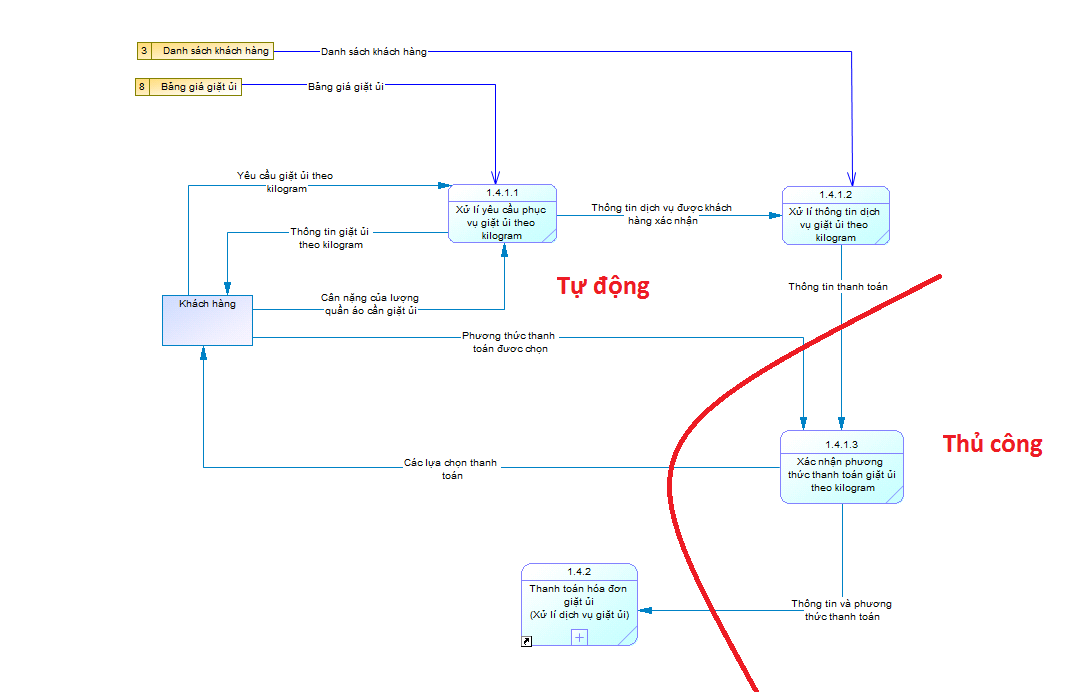 3 Danh sách khách hàng
Danh sách khách hàng
8 Bảng giá giặt ủi
Bảng giá giặt ủi
Yêu cầu giặt ủi theo
kilogram
1.4.1.1
Xử lí yêu cầu phục
vụ giặt ủi theo
kilogram
Thông tin dịch vụ được khách
hàng xác nhận
1.4.1.2
Xử lí thông tin dịch
vụ giặt ủi theo
kilogram
Thông tin giặt ủi
theo kilogram
Tự động
Thông tin thanh toán
Khách hàng
Cân nặng của lượng
quần áo cần giặt ủi
Phương thức thanh
toán được chọn
Thủ công
1.4.1.3
Xác nhận phương
thức thanh toán giặt ủi
theo kilogram
Các lựa chọn thanh
toán
1.4.2
Thanh toán hóa đơn
giặt ủi
(Xử lí dịch vụ giặt ủi)
Thông tin và phương
thức thanh toán